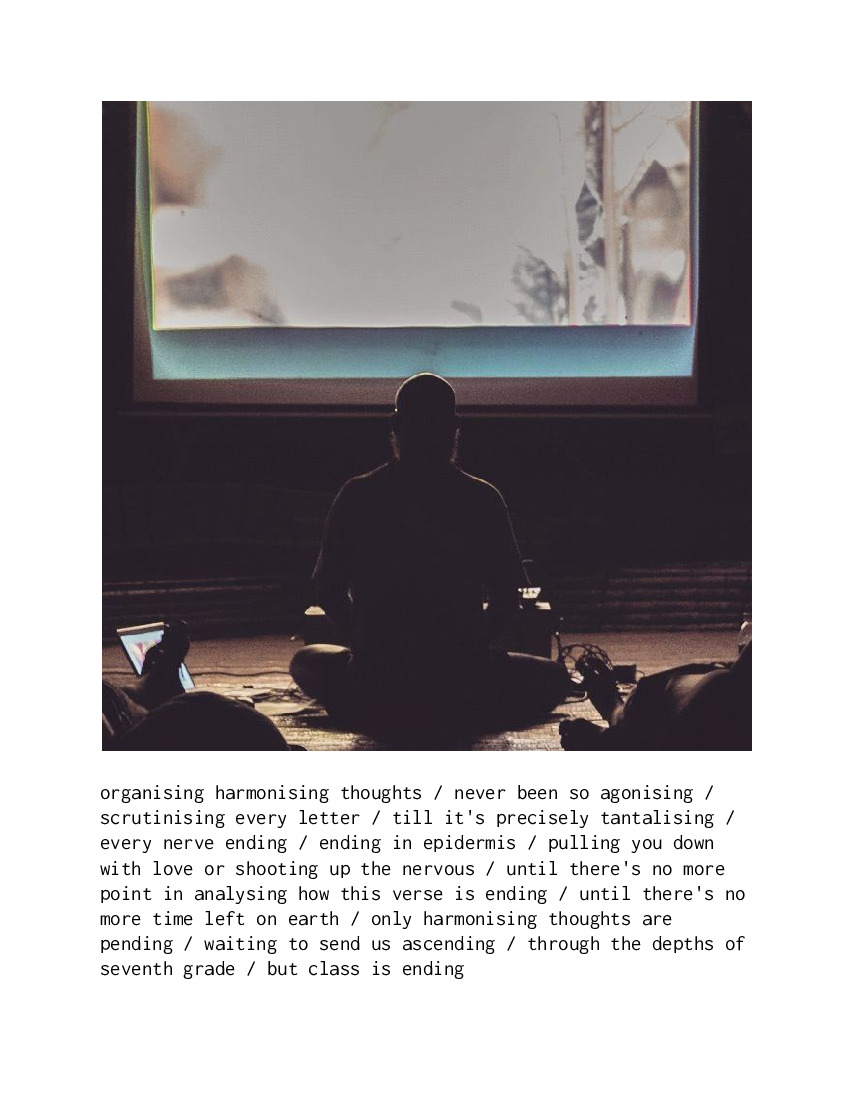 organising harmonising thoughts / never been so agonising /
scrutinising every letter / till it's precisely tantalising /
every nerve ending / ending in epidermis / pulling you down
with love or shooting up the nervous / until there's no more
point in analysing how this verse is ending / until there's no
more time left on earth / only harmonising thoughts are
pending / waiting to send us ascending / through the depths of
seventh grade / but class is ending